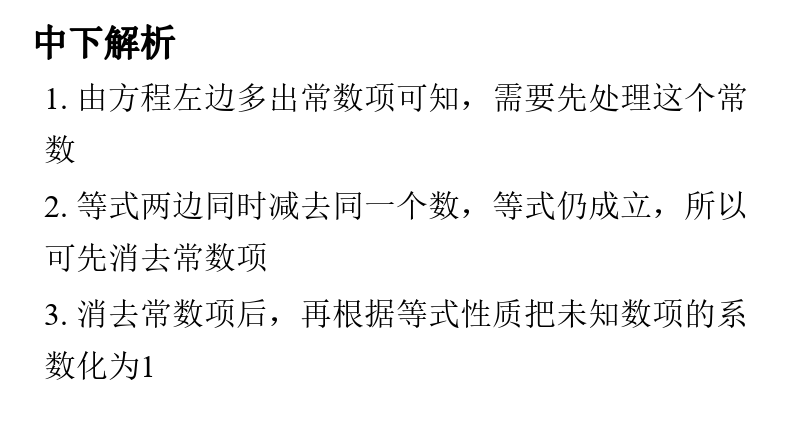 中下解析
1. 由方程左边多出常数项可知，需要先处理这个常
数
2. 等式两边同时减去同一个数，等式仍成立，所以
可先消去常数项
3. 消去常数项后，再根据等式性质把未知数项的系
数化为1